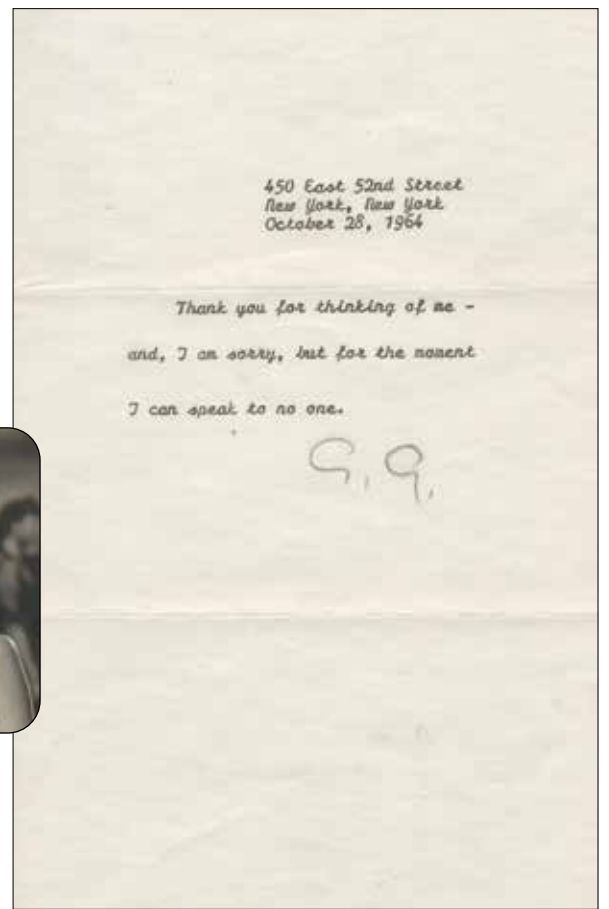 450 East 52nd Street
New York, New York
October 28, 1964
Thank you for thinking of me -
and, I am sorry, but for the moment
I can speak to no one.
G. G.